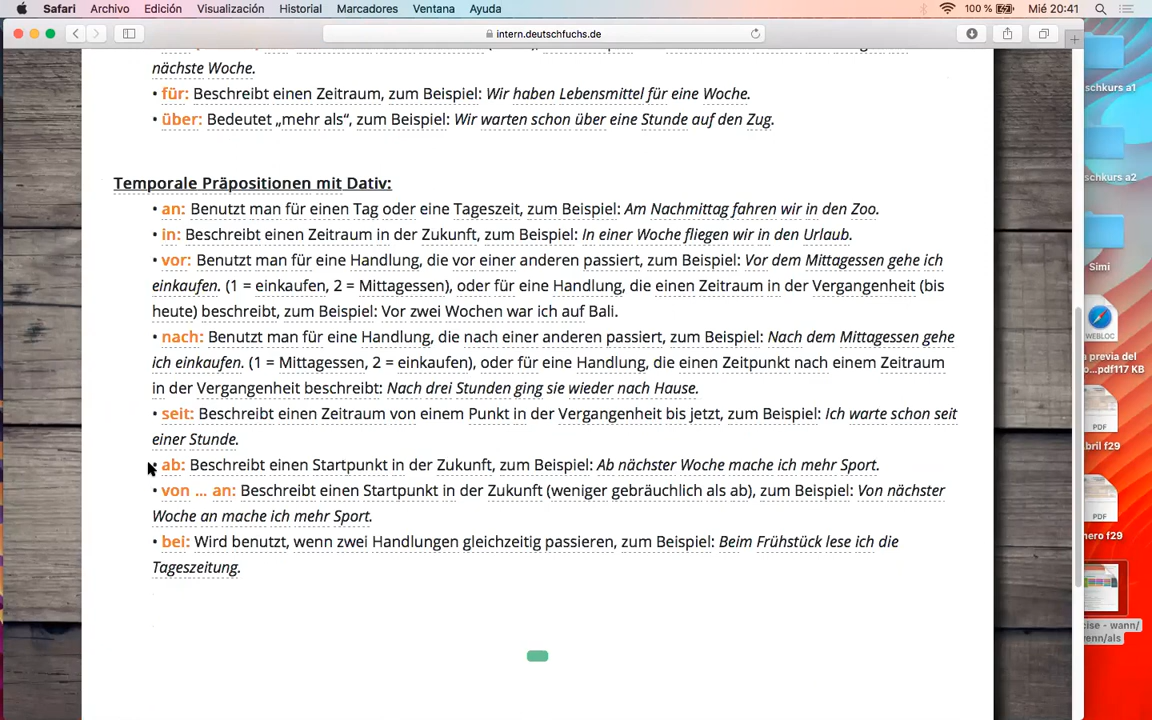 Safari Archivo Edición Visualización Historial Marcadores Ventana Ayuda 100 % Mié 20:41
intern.deutschfuchs.de
nächste Woche.
• für: Beschreibt einen Zeitraum, zum Beispiel: Wir haben Lebensmittel für eine Woche.
• über: Bedeutet „mehr als“, zum Beispiel: Wir warten schon über eine Stunde auf den Zug.
Temporale Präpositionen mit Dativ:
• an: Benutzt man für einen Tag oder eine Tageszeit, zum Beispiel: Am Nachmittag fahren wir in den Zoo.
• in: Beschreibt einen Zeitraum in der Zukunft, zum Beispiel: In einer Woche fliegen wir in den Urlaub.
• vor: Benutzt man für eine Handlung, die vor einer anderen passiert, zum Beispiel: Vor dem Mittagessen gehe ich
einkaufen. (1 = einkaufen, 2 = Mittagessen), oder für eine Handlung, die einen Zeitraum in der Vergangenheit (bis
heute) beschreibt, zum Beispiel: Vor zwei Wochen war ich auf Bali.
• nach: Benutzt man für eine Handlung, die nach einer anderen passiert, zum Beispiel: Nach dem Mittagessen gehe
ich einkaufen. (1 = Mittagessen, 2 = einkaufen), oder für eine Handlung, die einen Zeitpunkt nach einem Zeitraum
in der Vergangenheit beschreibt: Nach drei Stunden ging sie wieder nach Hause.
• seit: Beschreibt einen Zeitraum von einem Punkt in der Vergangenheit bis jetzt, zum Beispiel: Ich warte schon seit
einer Stunde.
• ab: Beschreibt einen Startpunkt in der Zukunft, zum Beispiel: Ab nächster Woche mache ich mehr Sport.
• von ... an: Beschreibt einen Startpunkt in der Zukunft (weniger gebräuchlich als ab), zum Beispiel: Von nächster
Woche an mache ich mehr Sport.
• bei: Wird benutzt, wenn zwei Handlungen gleichzeitig passieren, zum Beispiel: Beim Frühstück lese ich die
Tageszeitung.
schkurs a1
schkurs a2
Simi
WEBLOC
a previa del
o...pdf117 KB
PDF
bril f29
PDF
nero f29
cise - wann/
venn/als